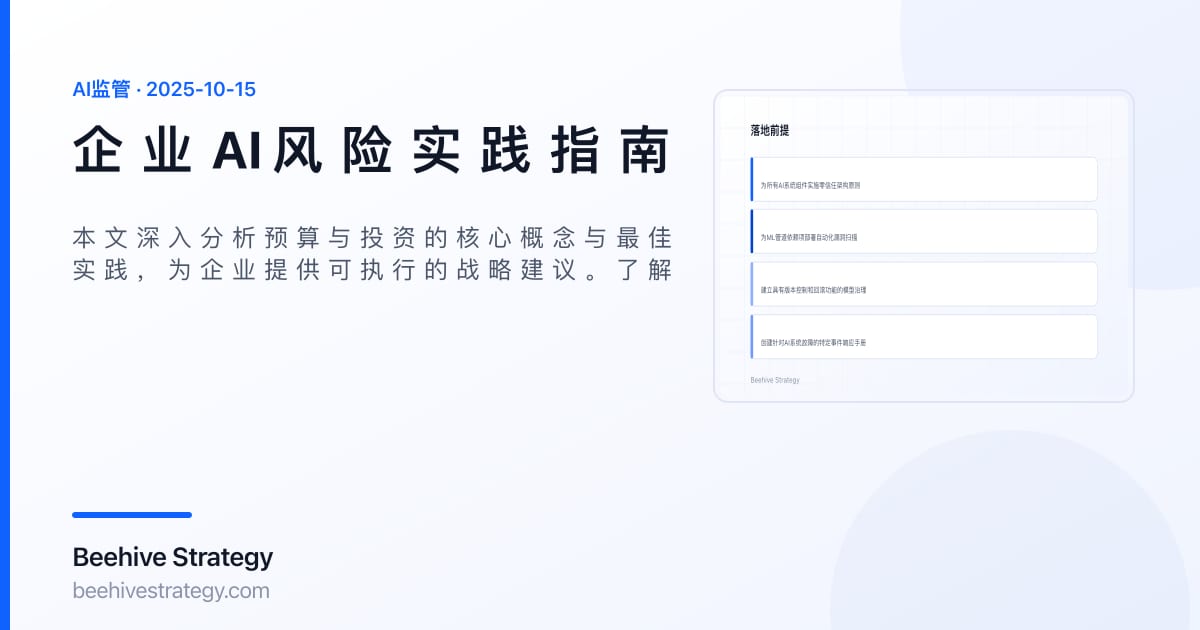 AI监管 · 2025-10-15
企业AI风险实践指南
本文深入分析预算与投资的核心概念与最佳
实践，为企业提供可执行的战略建议。了解
落地前提
为所有AI系统组件实施零信任架构原则
为ML管道依赖项部署自动化漏洞扫描
建立具有版本控制和回滚功能的模型治理
创建针对AI系统故障的特定事件响应手册
Beehive Strategy
Beehive Strategy
beehivestrategy.com